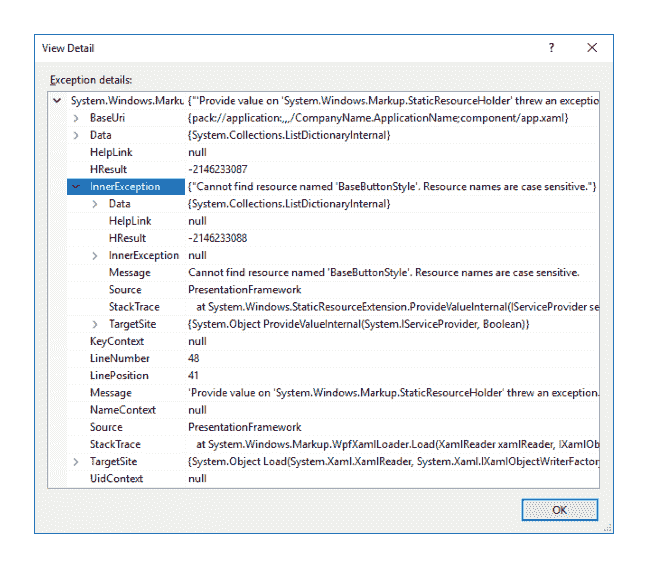 View Detail ? ×
Exception details:
System.Windows.Marku {"'Provide value on 'System.Windows.Markup.StaticResourceHolder' threw an exceptio
BaseUri {pack://application:,,,/CompanyName.ApplicationName;component/app.xaml}
Data {System.Collections.ListDictionaryInternal}
HelpLink null
HResult -2146233087
InnerException {"Cannot find resource named 'BaseButtonStyle'. Resource names are case sensitive."}
Data {System.Collections.ListDictionaryInternal}
HelpLink null
HResult -2146233088
InnerException null
Message Cannot find resource named 'BaseButtonStyle'. Resource names are case sensitive.
Source PresentationFramework
StackTrace at System.Windows.StaticResourceExtension.ProvideValueInternal(IServiceProvider se
TargetSite {System.Object ProvideValueInternal(System.IServiceProvider, Boolean)}
KeyContext null
LineNumber 48
LinePosition 41
Message 'Provide value on 'System.Windows.Markup.StaticResourceHolder' threw an exception.
NameContext null
Source PresentationFramework
StackTrace at System.Windows.Markup.WpfXamlLoader.Load(XamlReader xamlReader, IXamlOb
TargetSite {System.Object Load(System.Xaml.XamlReader, System.Xaml.IXamlObjectWriterFactor
UidContext null
OK